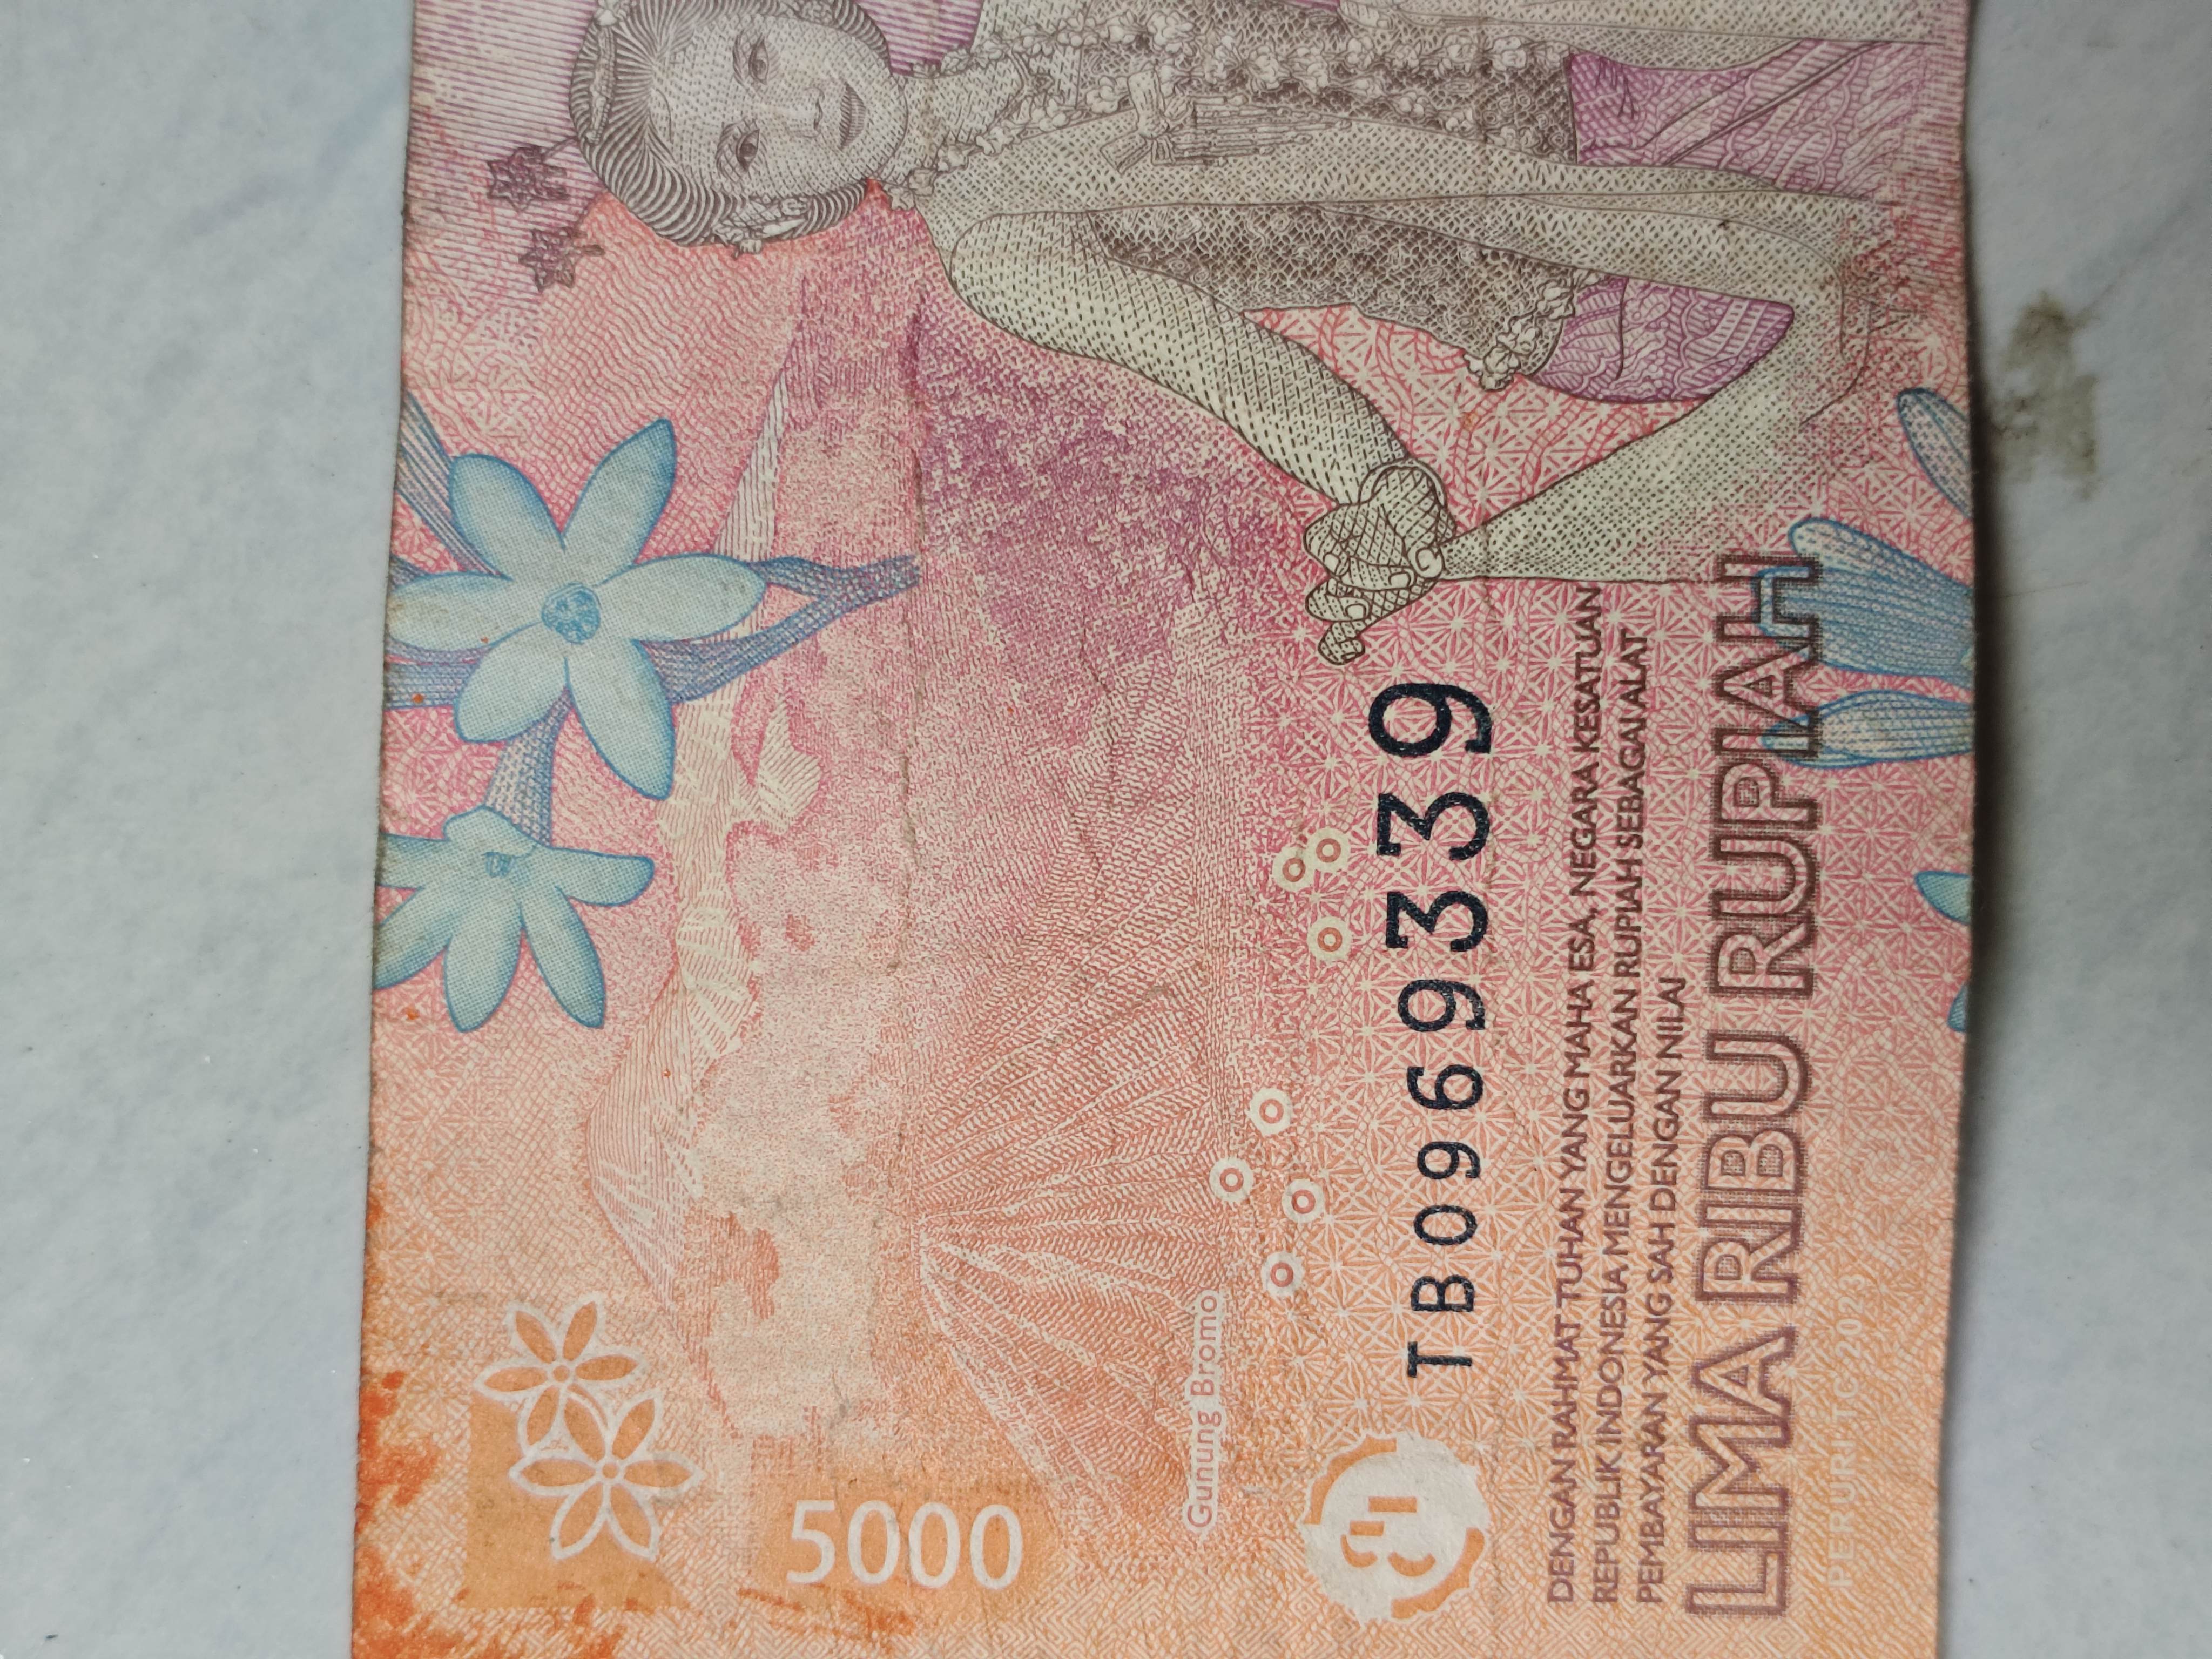 5000
Gunung Bromo
TB0969339
DENGAN RAHMAT TUHAN YANG MAHA ESA, NEGARA KESATUAN
REPUBLIK INDONESIA MENGELUARKAN RUPIAH SEBAGAI ALAT
PEMBAYARAN YANG SAH DENGAN NILAI
LIMA RIBU RUPIAH
PERURI